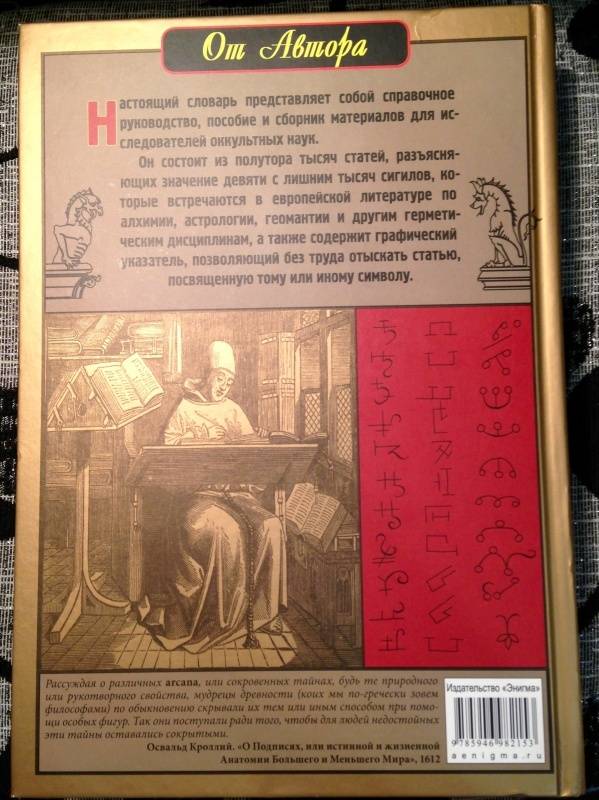 От Автора
Настоящий словарь представляет собой справочное
руководство, пособие и сборник материалов для ис-
следователей оккультных наук.
Он состоит из полутора тысяч статей, разъясня-
ющих значение девяти с лишним тысяч сигилов, ко-
торые встречаются в европейской литературе по
алхимии, астрологии, геомантии и другим гермети-
ческим дисциплинам, а также содержит графический
указатель, позволяющий без труда отыскать статью,
посвященную тому или иному символу.
Рассуждая о различных arcana, или сокровенных тайнах, будь те природного
или рукотворного свойства, мудрецы древности (коих мы по-гречески зовем
философами) по обыкновению скрывали их тем или иным способом при помо-
щи особых фигур. Так они поступали ради того, чтобы для людей недостойных
эти тайны оставались сокрытыми.
Освальд Кроллий. «О Подписях, или истинной и жизненной
Анатомии Большего и Меньшего Мира», 1612
Издательство «Энигма»
9 785946 982153
aenigma.ru